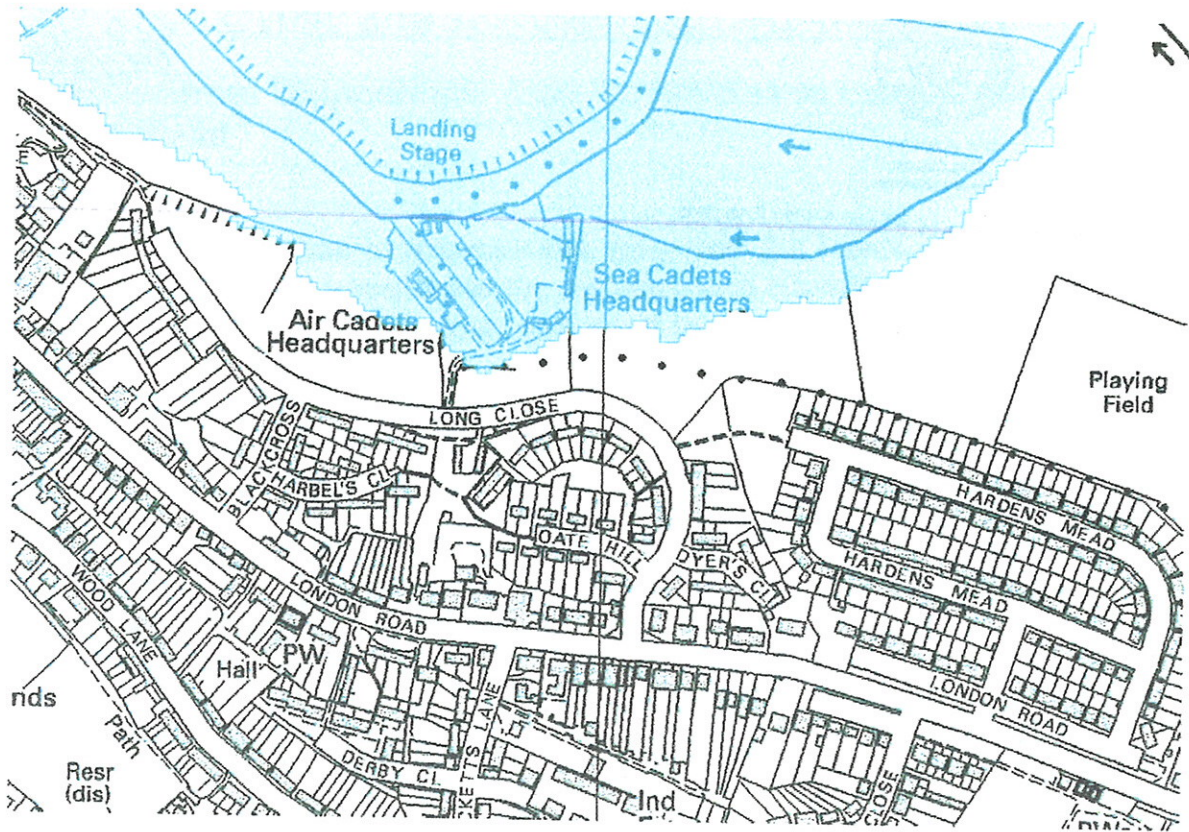 Landing
Stage
Sea Cadets
Headquarters
Air Cadets
Headquarters
Playing
Field
LONG CLOSE
BLACKCROSS
HARBEL'S CL
OATE HILL
DYER'S CL
HARDENS MEAD
HARDENS MEAD
LONDON ROAD
LONDON ROAD
WOOD LANE
Hall
PW
nds
Path
Resr
(dis)
DERBY Cl.
KETTS LANE
Ind
OSE